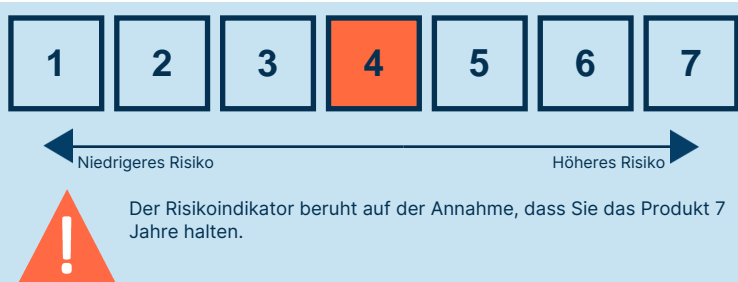 1 2 3 4 5 6 7
Niedrigeres Risiko Höheres Risiko
Der Risikoindikator beruht auf der Annahme, dass Sie das Produkt 7
Jahre halten.
!